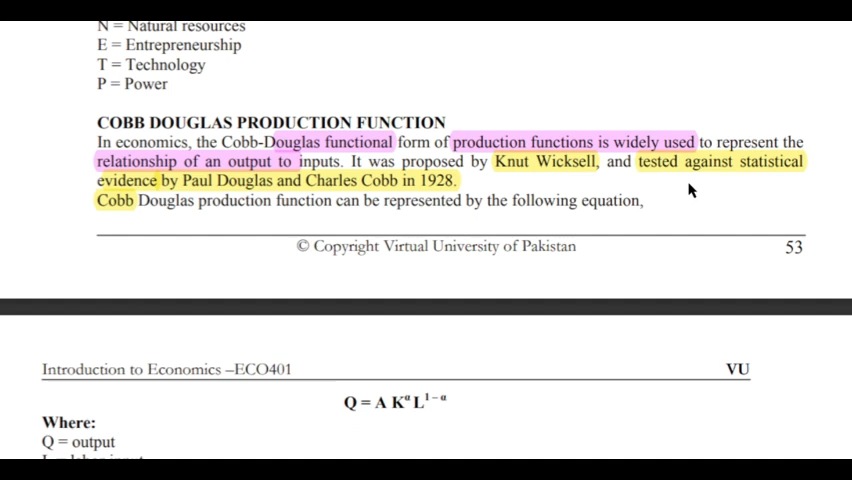 N = Natural resources
E = Entrepreneurship
T = Technology
P = Power
COBB DOUGLAS PRODUCTION FUNCTION
In economics, the Cobb-Douglas functional form of production functions is widely used to represent the
relationship of an output to inputs. It was proposed by Knut Wicksell, and tested against statistical
evidence by Paul Douglas and Charles Cobb in 1928.
Cobb Douglas production function can be represented by the following equation,
© Copyright Virtual University of Pakistan 53
Introduction to Economics –ECO401 VU
Q = A K^α L^1 – α
Where:
Q = output